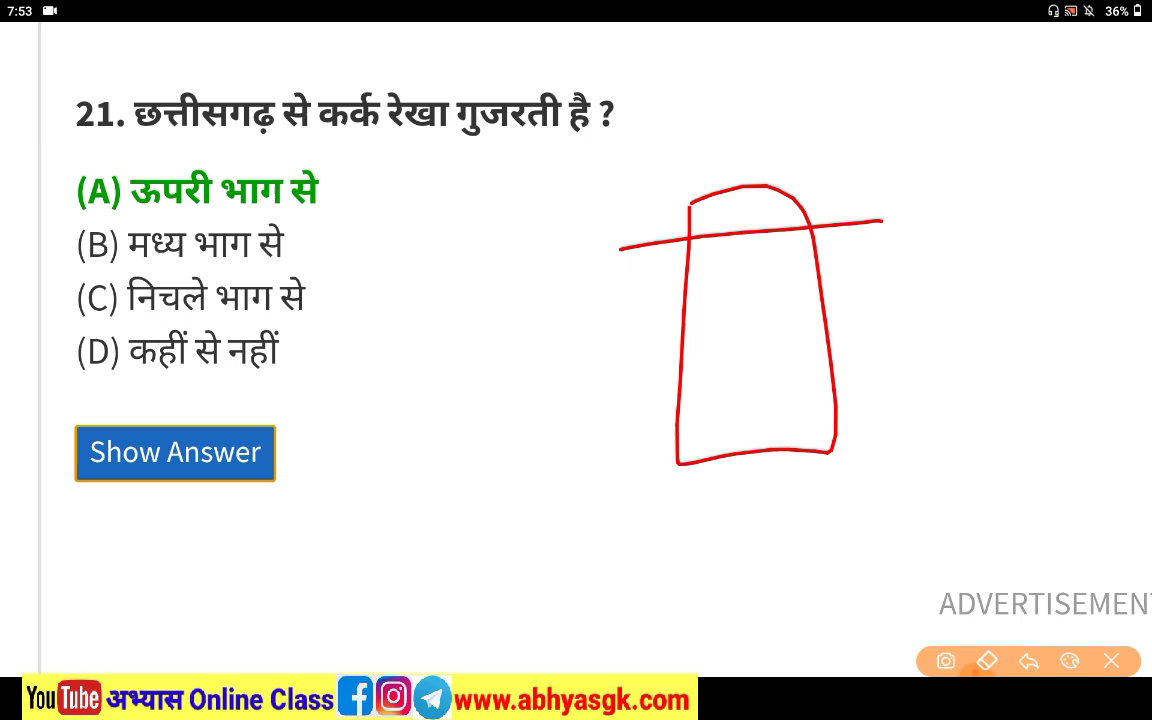 7:53 36%
21. छत्तीसगढ़ से कर्क रेखा गुजरती है ?
(A) ऊपरी भाग से
(B) मध्य भाग से
(C) निचले भाग से
(D) कहीं से नहीं
Show Answer
ADVERTISEMENT
YouTube अभ्यास Online Class www.abhyasgk.com